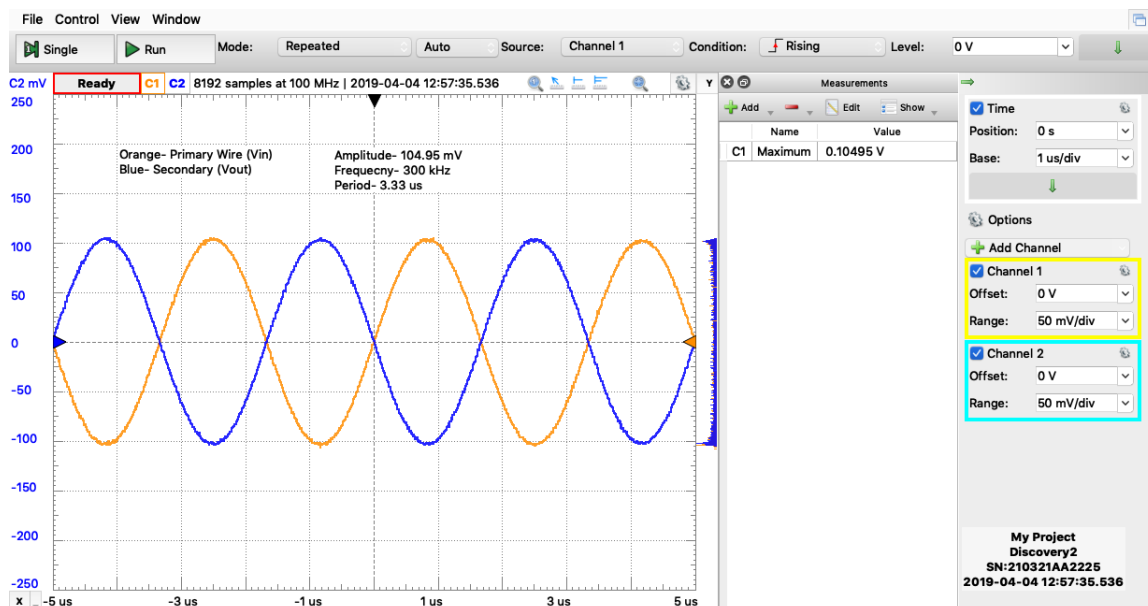 File Control View Window
Single Run Mode: Repeated Auto Source: Channel 1 Condition: Rising Level: 0 V
C2 mV Ready C1 C2 8192 samples at 100 MHz | 2019-04-04 12:57:35.536 Y Measurements
Add Edit Show
Name Value
C1 Maximum 0.10495 V
250
200
150
100
50
0
-50
-100
-150
-200
-250
Orange- Primary Wire (Vin)
Blue- Secondary (Vout)
Amplitude- 104.95 mV
Frequecny- 300 kHz
Period- 3.33 us
X -5 us -3 us -1 us 1 us 3 us 5 us
Time
Position: 0 s
Base: 1 us/div
Options
Add Channel
Channel 1
Offset: 0 V
Range: 50 mV/div
Channel 2
Offset: 0 V
Range: 50 mV/div
My Project
Discovery2
SN:210321AA2225
2019-04-04 12:57:35.536